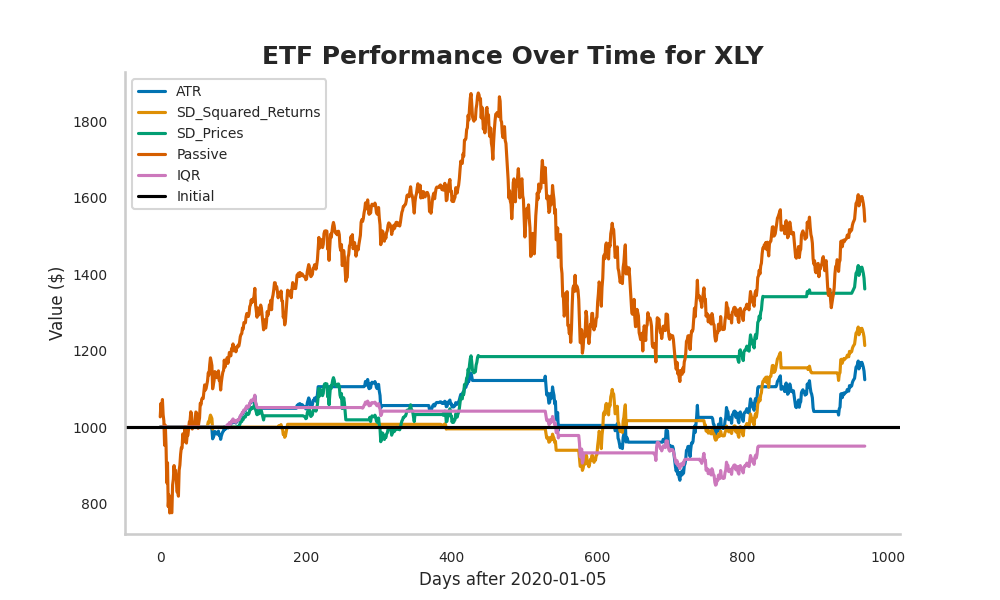 ETF Performance Over Time for XLY
ATR
SD_Squared_Returns
SD_Prices
Passive
IQR
Initial
Value ($)
1800
1600
1400
1200
1000
800
0 200 400 600 800 1000
Days after 2020-01-05